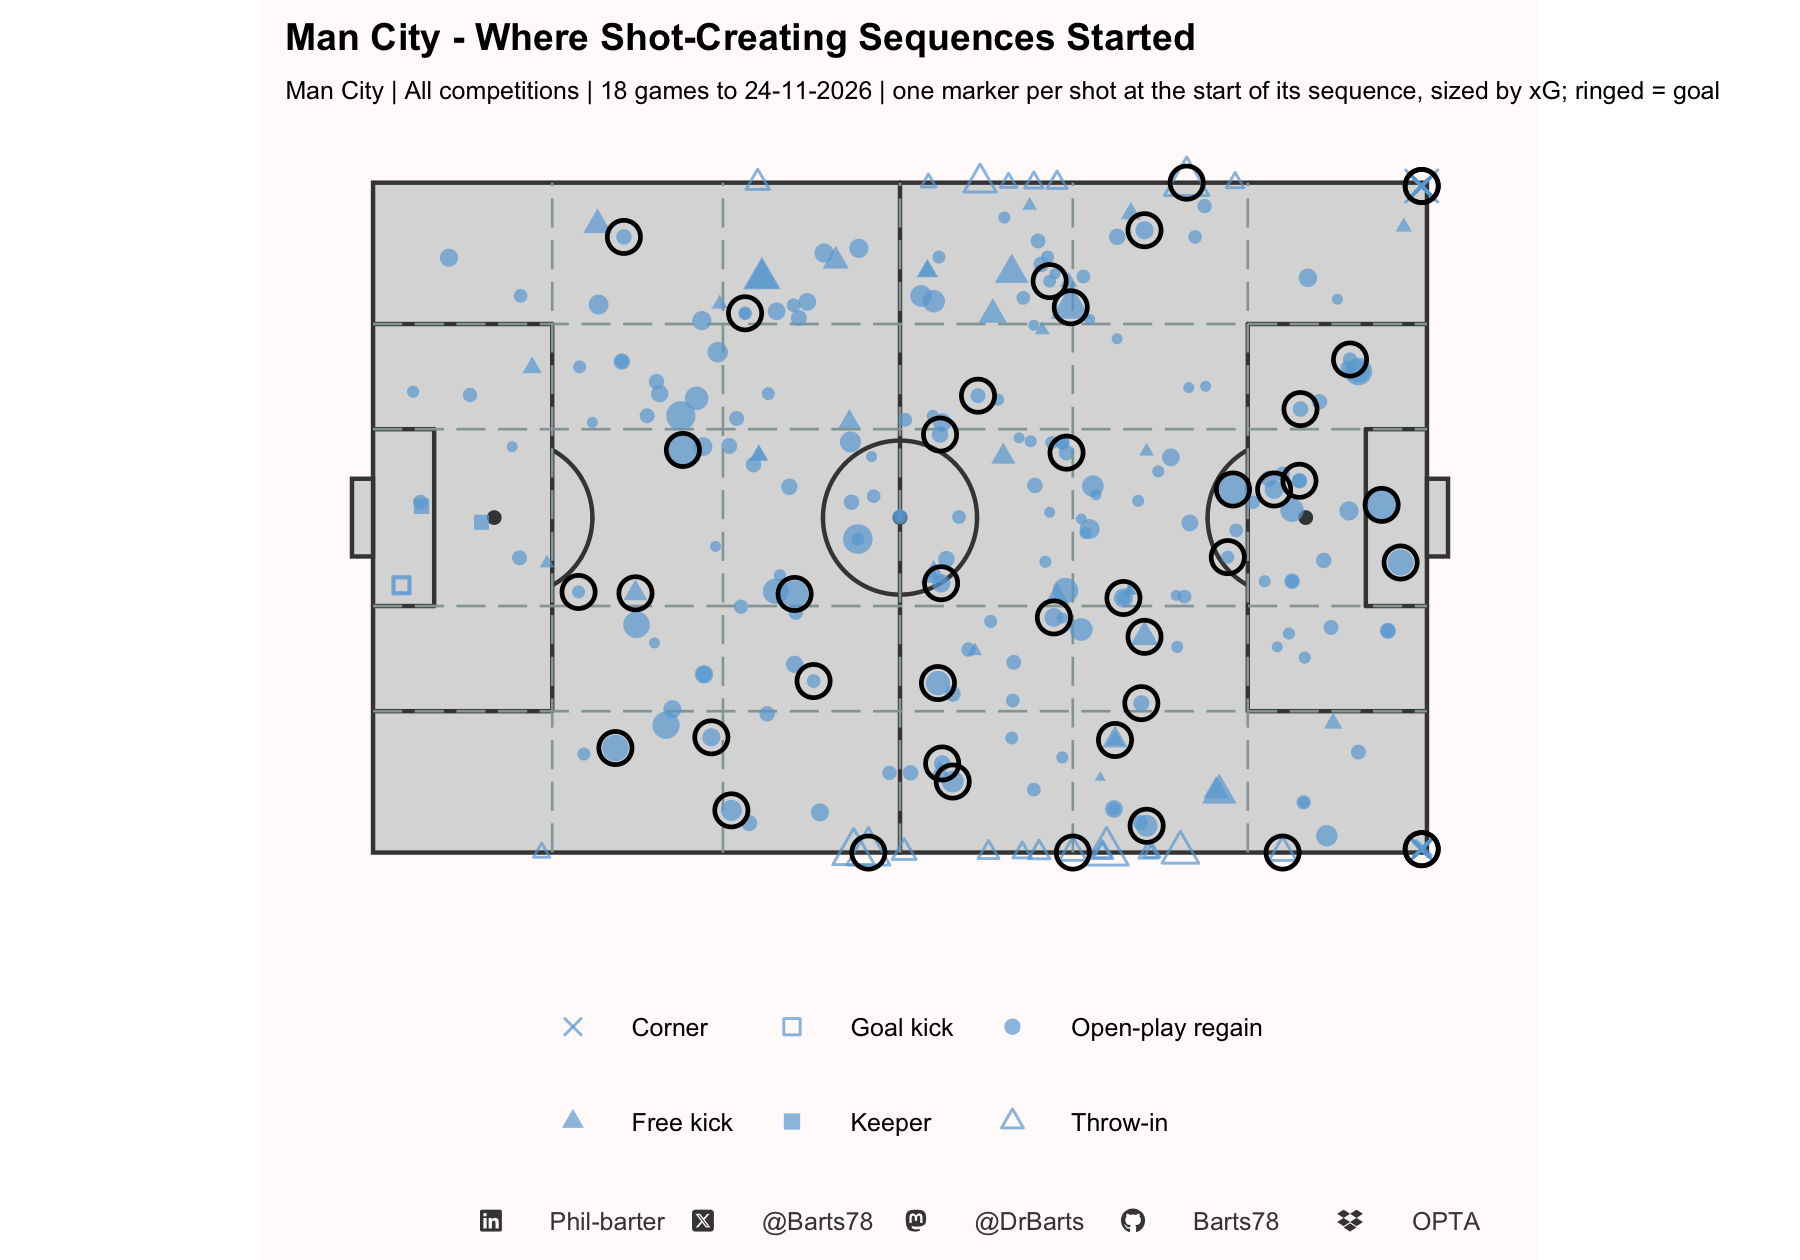 Man City - Where Shot-Creating Sequences Started
Man City | All competitions | 18 games to 24-11-2026 | one marker per shot at the start of its sequence, sized by xG; ringed = goal
Corner Goal kick Open-play regain
Free kick Keeper Throw-in
Phil-barter @Barts78 @DrBarts Barts78 OPTA